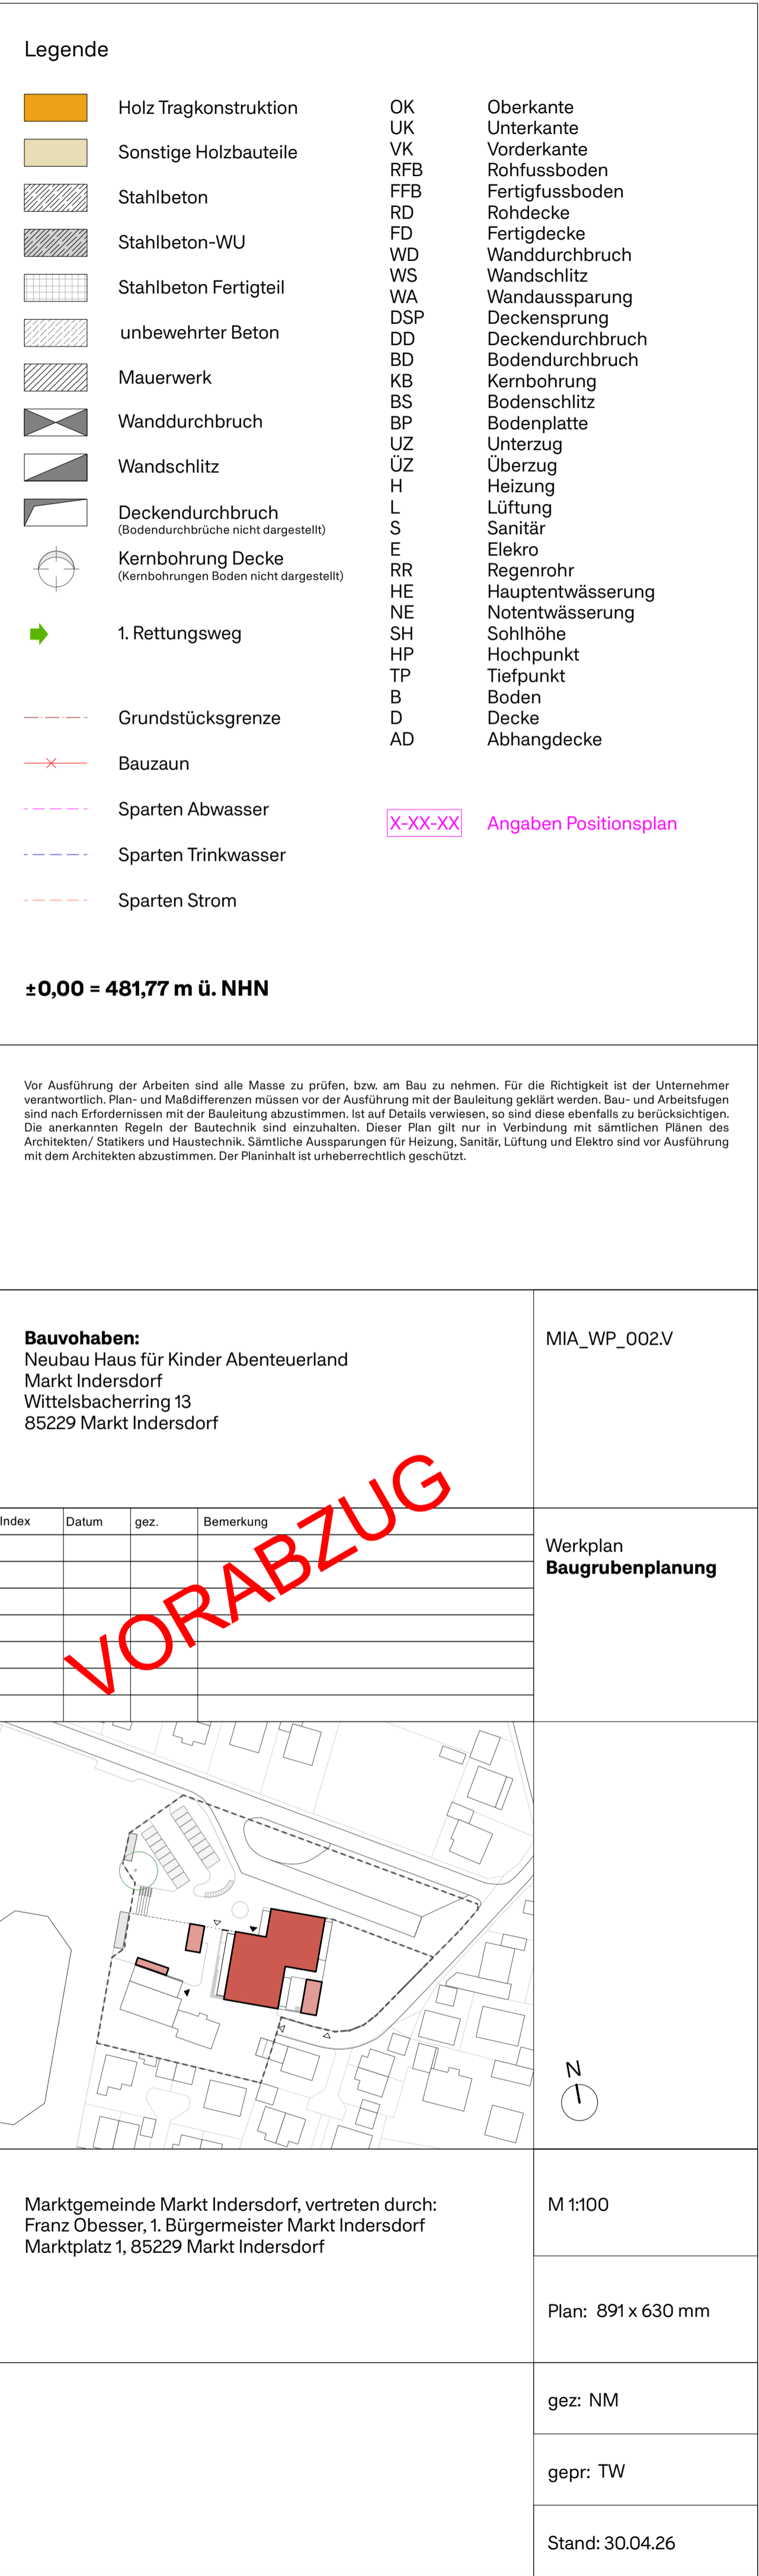 Legende
Holz Tragkonstruktion
Sonstige Holzbauteile
Stahlbeton
Stahlbeton-WU
Stahlbeton Fertigteil
unbewehrter Beton
Mauerwerk
Wanddurchbruch
Wandschlitz
Deckendurchbruch
(Bodendurchbrüche nicht dargestellt)
Kernbohrung Decke
(Kernbohrungen Boden nicht dargestellt)
1. Rettungsweg
Grundstücksgrenze
Bauzaun
Sparten Abwasser
Sparten Trinkwasser
Sparten Strom
OK Oberkante
UK Unterkante
VK Vorderkante
RFB Rohfussboden
FFB Fertigfussboden
RD Rohdecke
FD Fertigdecke
WD Wanddurchbruch
WS Wandschlitz
WA Wandaussparung
DSP Deckensprung
DD Deckendurchbruch
BD Bodendurchbruch
KB Kernbohrung
BS Bodenschlitz
BP Bodenplatte
UZ Unterzug
ÜZ Überzug
H Heizung
L Lüftung
S Sanitär
E Elekro
RR Regenrohr
HE Hauptentwässerung
NE Notentwässerung
SH Sohlhöhe
HP Hochpunkt
TP Tiefpunkt
B Boden
D Decke
AD Abhangdecke
X-XX-XX Angaben Positionsplan
±0,00 = 481,77 m ü. NHN
Vor Ausführung der Arbeiten sind alle Masse zu prüfen, bzw. am Bau zu nehmen. Für die Richtigkeit ist der Unternehmer
verantwortlich. Plan- und Maßdifferenzen müssen vor der Ausführung mit der Bauleitung geklärt werden. Bau- und Arbeitsfugen
sind nach Erfordernissen mit der Bauleitung abzustimmen. Ist auf Details verwiesen, so sind diese ebenfalls zu berücksichtigen.
Die anerkannten Regeln der Bautechnik sind einzuhalten. Dieser Plan gilt nur in Verbindung mit sämtlichen Plänen des
Architekten/ Statikers und Haustechnik. Sämtliche Aussparungen für Heizung, Sanitär, Lüftung und Elektro sind vor Ausführung
mit dem Architekten abzustimmen. Der Planinhalt ist urheberrechtlich geschützt.
Bauvohaben:
Neubau Haus für Kinder Abenteuerland
Markt Indersdorf
Wittelsbacherring 13
85229 Markt Indersdorf
MIA_WP_002.V
Index Datum gez. Bemerkung
VORABZUG
Werkplan
Baugrubenplanung
N
Marktgemeinde Markt Indersdorf, vertreten durch:
Franz Obesser, 1. Bürgermeister Markt Indersdorf
Marktplatz 1, 85229 Markt Indersdorf
M 1:100
Plan: 891 x 630 mm
gez: NM
gepr: TW
Stand: 30.04.26